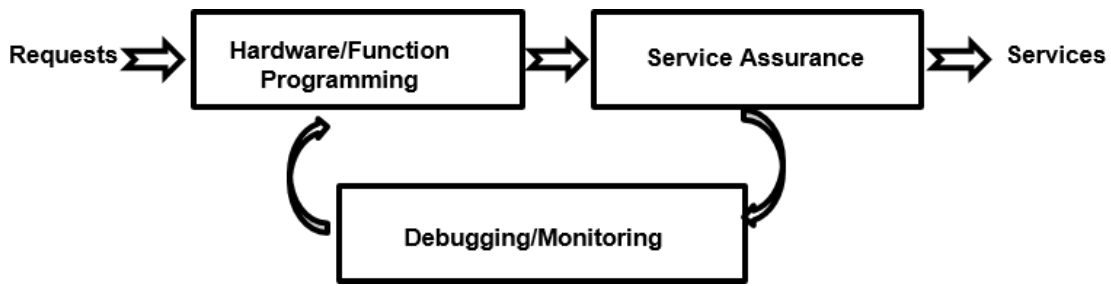 Requests
Hardware/Function
Programming
Service Assurance
Services
Debugging/Monitoring